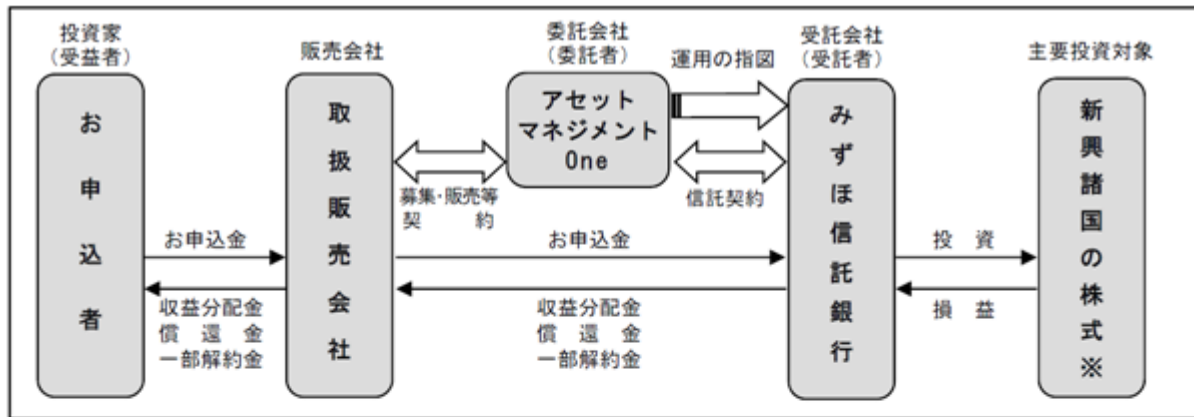 投資家
(受益者)
販売会社
委託会社
(委託者)
運用の指図
受託会社
(受託者)
主要投資対象
お申込者
取扱販売会社
アセット
マネジメント
One
みずほ信託銀行
新興諸国の株式※
募集・販売等
契 約
信託契約
お申込金
お申込金
投 資
収益分配金
償 還 金
一部解約金
収益分配金
償 還 金
一部解約金
損 益